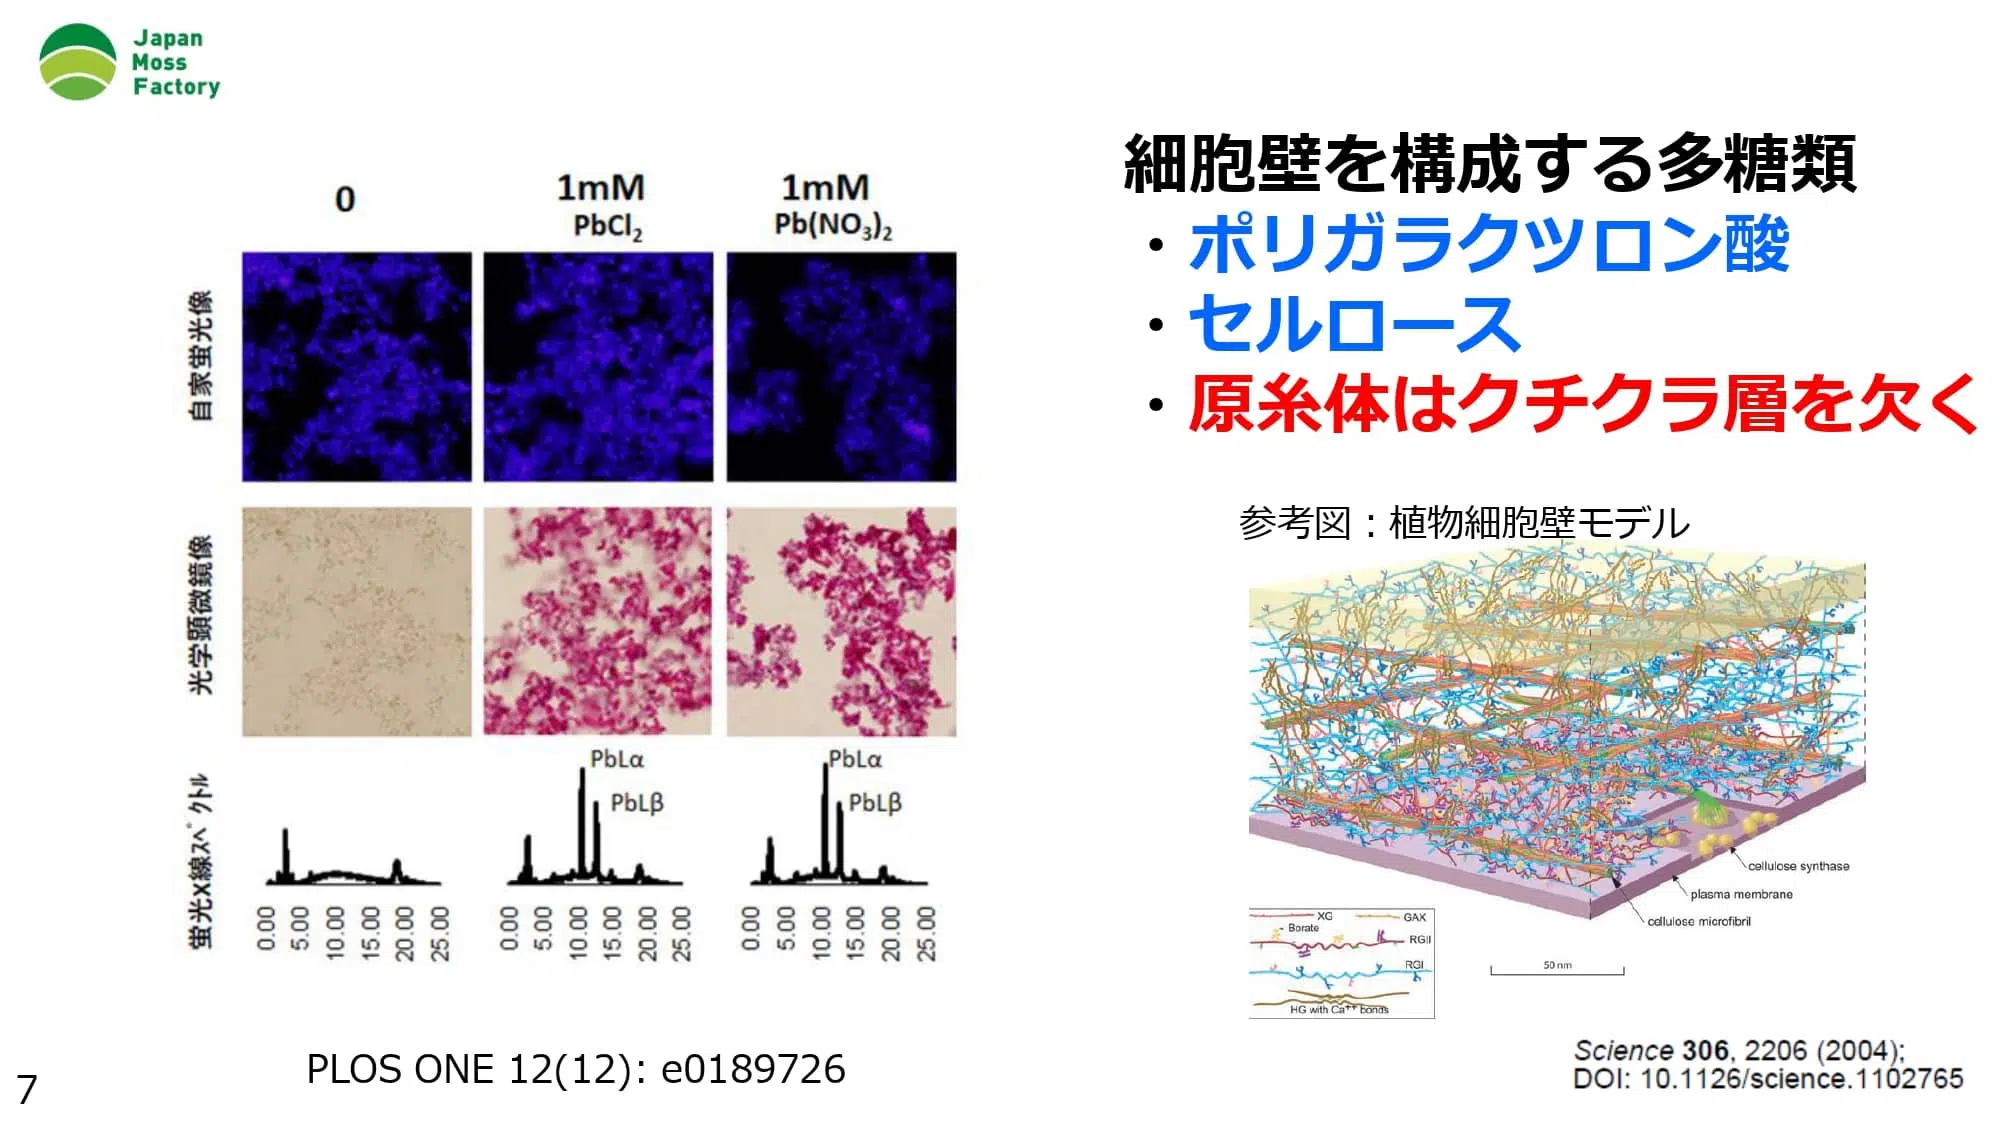 Japan
Moss
Factory
0
1mM
PbCl₂
1mM
Pb(NO₃)₂
自家蛍光像
光学顕微鏡像
PbLα
PbLβ
PbLα
PbLβ
蛍光X線ｽﾍﾟｸﾄﾙ
0.00 5.00 10.00 15.00 20.00 25.00
0.00 5.00 10.00 15.00 20.00 25.00
0.00 5.00 10.00 15.00 20.00 25.00
PLOS ONE 12(12): e0189726
細胞壁を構成する多糖類
・ポリガラクツロン酸
・セルロース
・原糸体はクチクラ層を欠く
参考図：植物細胞壁モデル
cellulose synthase
plasma membrane
cellulose microfibril
XG GAX
Borate
RGII
RGI
HG with Ca⁺⁺ bonds
50 nm
Science 306, 2206 (2004);
DOI: 10.1126/science.1102765
7